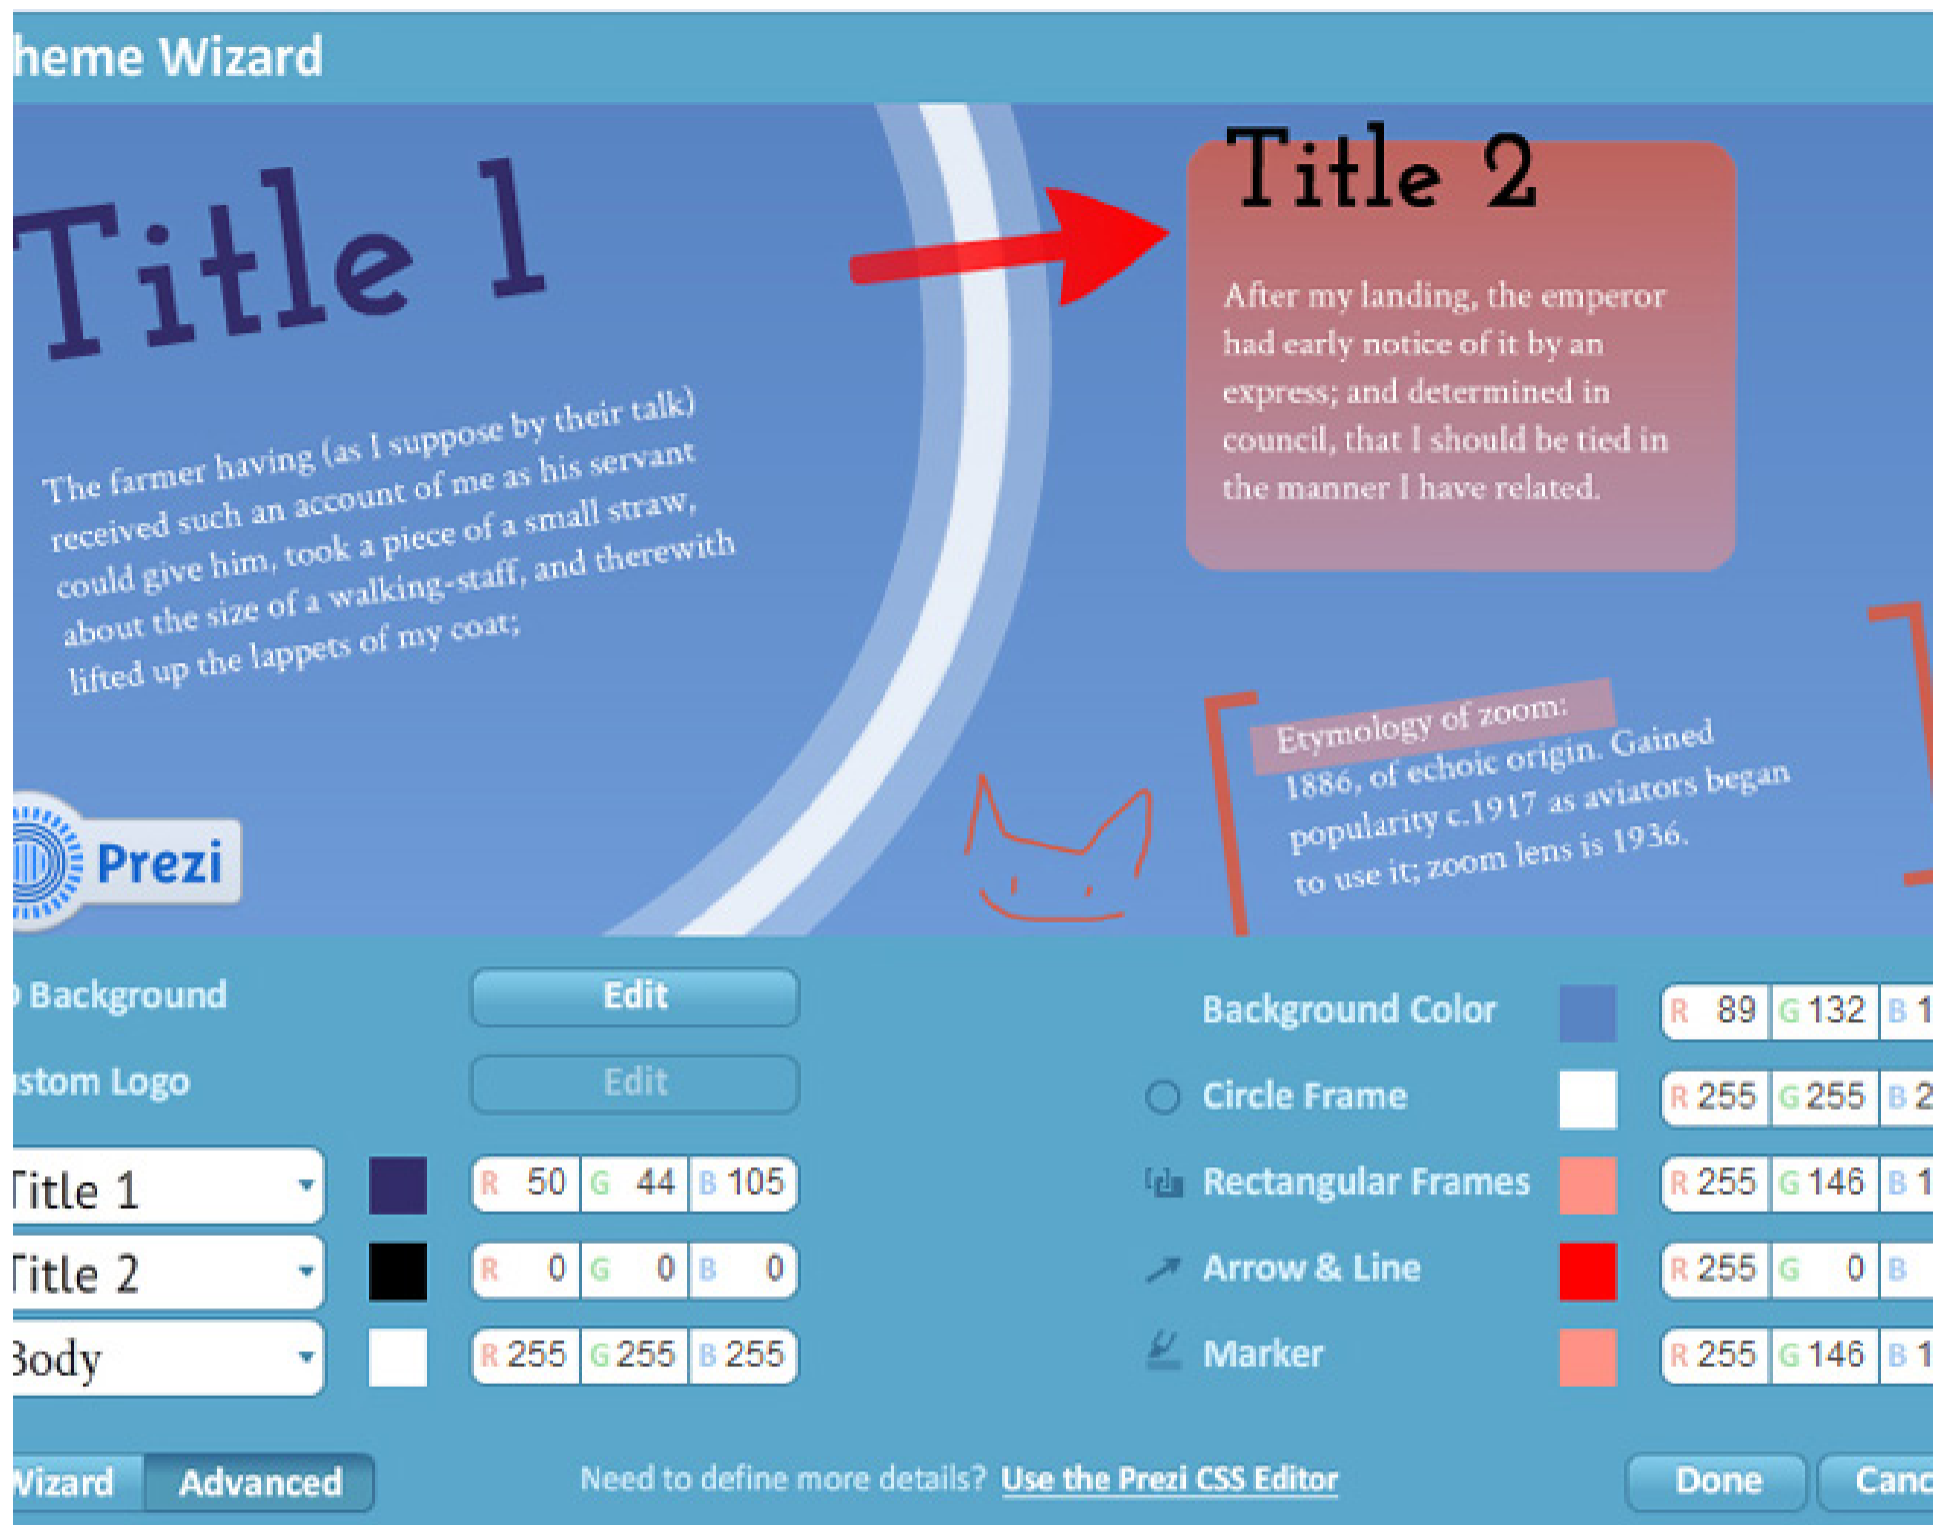 heme Wizard
Title 1
The farmer having (as I suppose by their talk)
received such an account of me as his servant
could give him, took a piece of a small straw,
about the size of a walking-staff, and therewith
lifted up the lappets of my coat;
Prezi
Title 2
After my landing, the emperor
had early notice of it by an
express; and determined in
council, that I should be tied in
the manner I have related.
Etymology of zoom:
1886, of echoic origin. Gained
popularity c.1917 as aviators began
to use it; zoom lens is 1936.
D Background Edit
stom Logo Edit
Title 1 R 50 G 44 B 105
Title 2 R 0 G 0 B 0
Body R 255 G 255 B 255
Background Color R 89 G 132 B 1
Circle Frame R 255 G 255 B 2
Rectangular Frames R 255 G 146 B 1
Arrow & Line R 255 G 0 B
Marker R 255 G 146 B 1
Wizard Advanced Need to define more details? Use the Prezi CSS Editor Done Canc